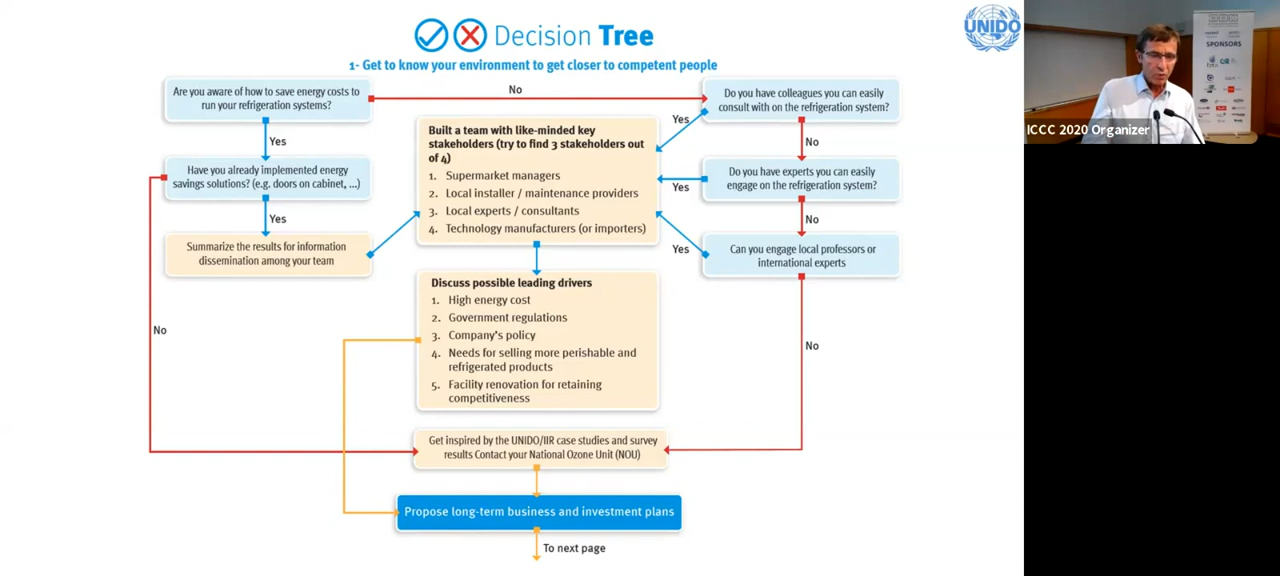 Decision Tree
1- Get to know your environment to get closer to competent people
UNIDO
SPONSORS
ICCC 2020 Organizer
Are you aware of how to save energy costs to
run your refrigeration systems?
No
Do you have colleagues you can easily
consult with on the refrigeration system?
Yes
Yes
No
Built a team with like-minded key
stakeholders (try to find 3 stakeholders out
of 4)
1. Supermarket managers
2. Local installer / maintenance providers
3. Local experts / consultants
4. Technology manufacturers (or importers)
Have you already implemented energy
savings solutions? (e.g. doors on cabinet, ...)
Do you have experts you can easily
engage on the refrigeration system?
Yes
Yes
No
Summarize the results for information
dissemination among your team
Yes
Can you engage local professors or
international experts
Discuss possible leading drivers
1. High energy cost
2. Government regulations
3. Company's policy
4. Needs for selling more perishable and
refrigerated products
5. Facility renovation for retaining
competitiveness
No
No
Get inspired by the UNIDO/IIR case studies and survey
results Contact your National Ozone Unit (NOU)
Propose long-term business and investment plans
To next page